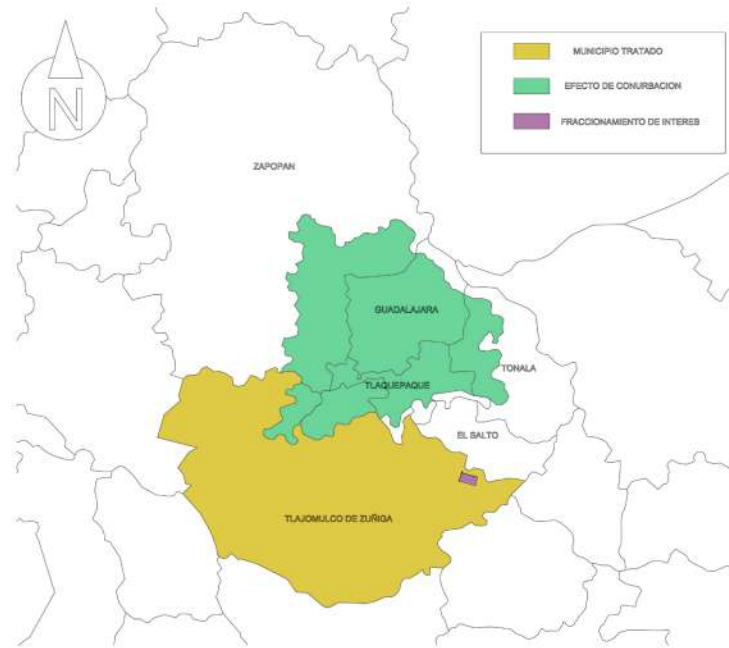 N
MUNICIPIO TRATADO
EFECTO DE CONURBACION
FRACCIONAMIENTO DE INTERES
ZAPOPAN
GUADALAJARA
TONALA
TLAQUEPAQUE
EL SALTO
TLAJOMULCO DE ZUÑIGA